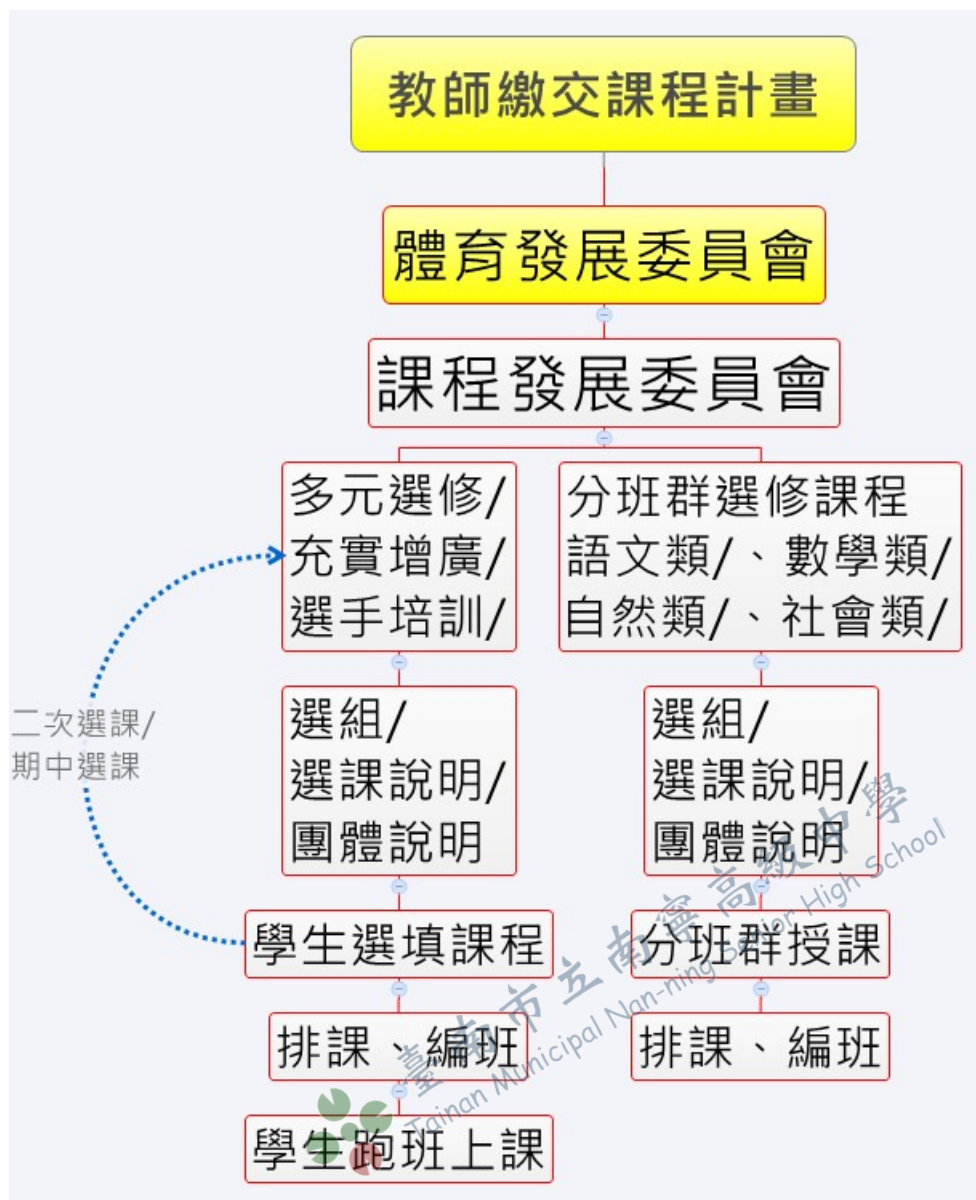 教師繳交課程計畫
體育發展委員會
課程發展委員會
多元選修/
充實增廣/
選手培訓/
分班群選修課程
語文類/、數學類/
自然類/、社會類/
二次選課/
期中選課
選組/
選課說明/
團體說明
選組/
選課說明/
團體說明
學生選填課程
分班群授課
排課、編班
排課、編班
學生跑班上課
臺南市立南寧高級中學
Tainan Municipal Nan-ning Senior High School